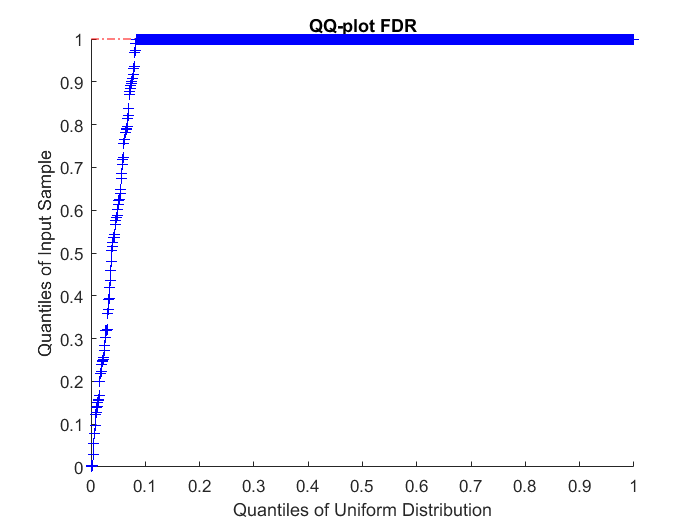 QQ-plot FDR
1
0.9
0.8
0.7
0.6
0.5
0.4
0.3
0.2
0.1
0
Quantiles of Input Sample
0 0.1 0.2 0.3 0.4 0.5 0.6 0.7 0.8 0.9 1
Quantiles of Uniform Distribution